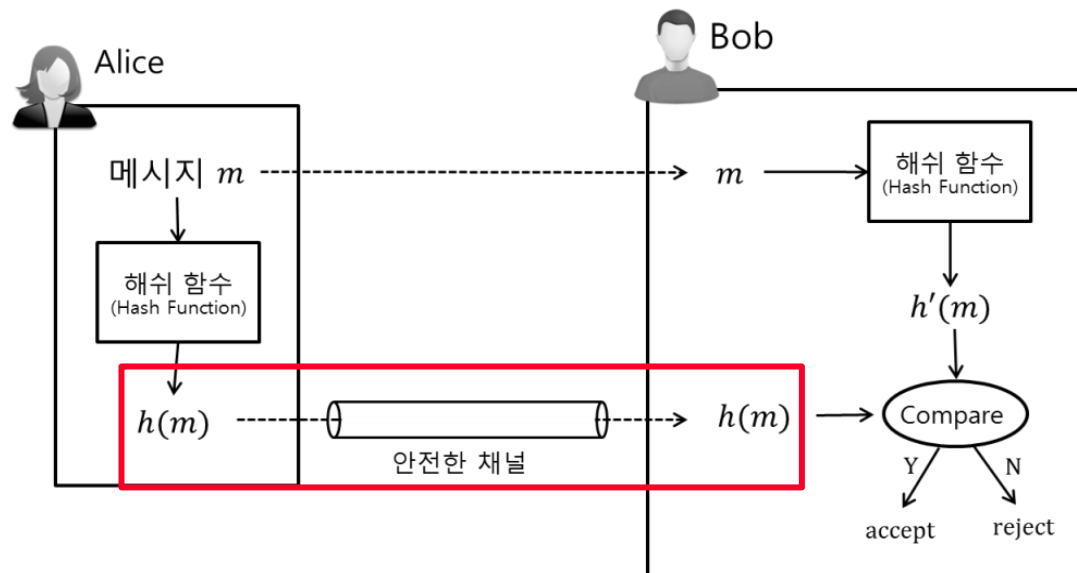 Alice
Bob
메시지 m
m
해쉬 함수
(Hash Function)
해쉬 함수
(Hash Function)
h'(m)
h(m)
안전한 채널
h(m)
Compare
Y
N
accept
reject